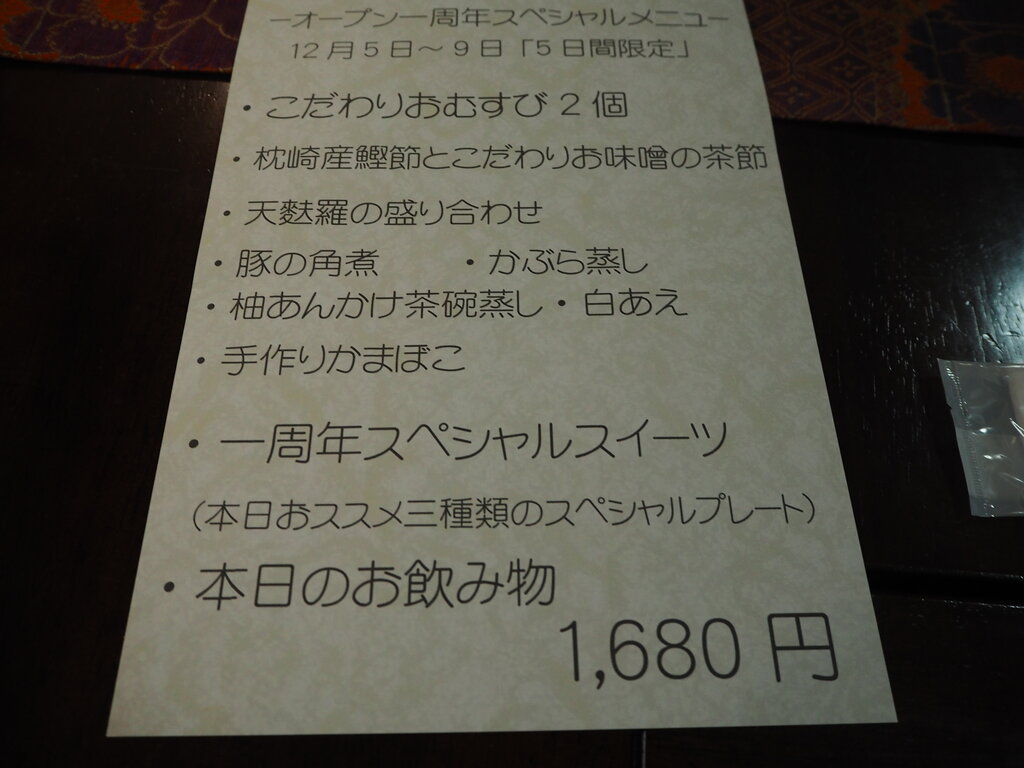 ーオープン一周年スペシャルメニュー
12月5日～9日「5日間限定」
・こだわりおむすび2個
・枕崎産鰹節とこだわりお味噌の茶節
・天麩羅の盛り合わせ
・豚の角煮　・かぶら蒸し
・柚あんかけ茶碗蒸し・白あえ
・手作りかまぼこ
・一周年スペシャルスイーツ
（本日おススメ三種類のスペシャルプレート）
・本日のお飲み物
1,680円